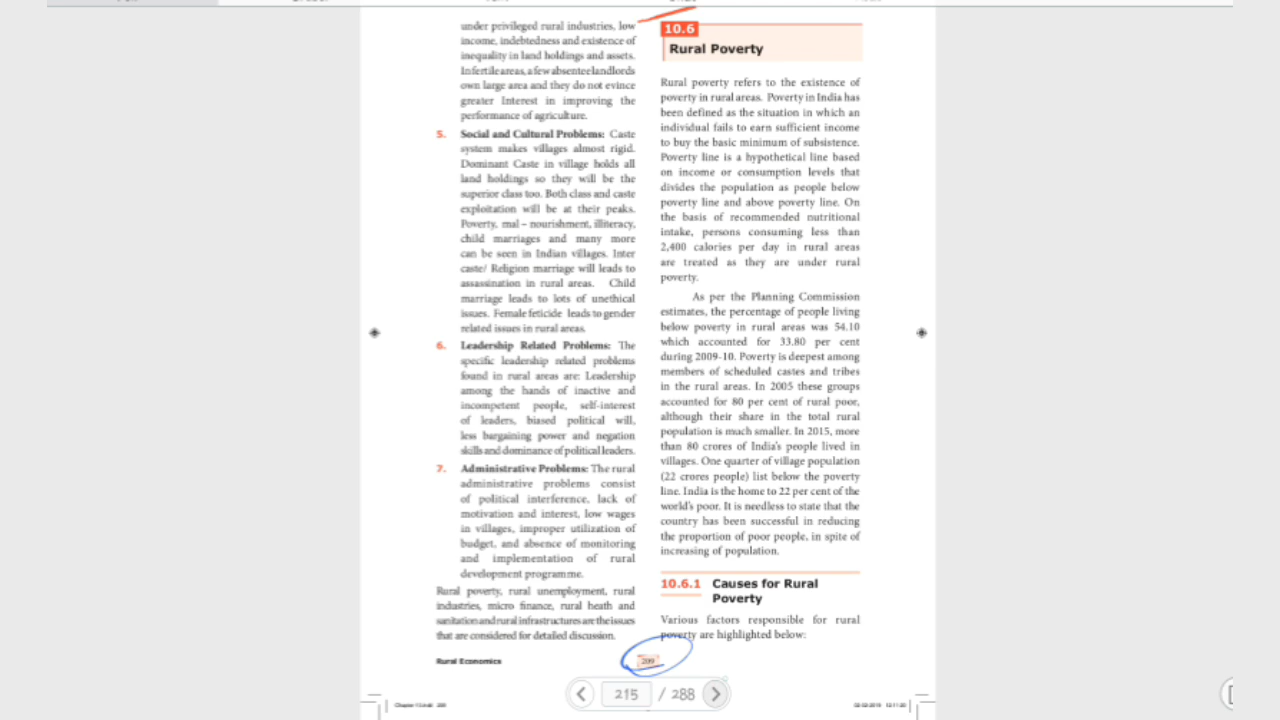 under privileged rural industries, low
income, indebtedness and existence of
inequality in land holdings and assets.
In fertile areas, a few absentee landlords
own large area and they do not evince
greater Interest in improving the
performance of agriculture.
5. Social and Cultural Problems: Caste
system makes villages almost rigid.
Dominant Caste in village holds all
land holdings so they will be the
superior class too. Both class and caste
exploitation will be at their peaks.
Poverty, mal – nourishment, illiteracy,
child marriages and many more
can be seen in Indian villages. Inter
caste/ Religion marriage will leads to
assassination in rural areas. Child
marriage leads to lots of unethical
issues. Female feticide leads to gender
related issues in rural areas.
6. Leadership Related Problems: The
specific leadership related problems
found in rural areas are: Leadership
among the hands of inactive and
incompetent people, self-interest
of leaders, biased political will,
less bargaining power and negation
skills and dominance of political leaders.
7. Administrative Problems: The rural
administrative problems consist
of political interference, lack of
motivation and interest, low wages
in villages, improper utilization of
budget, and absence of monitoring
and implementation of rural
development programme.
Rural poverty, rural unemployment, rural
industries, micro finance, rural heath and
sanitation and rural infrastructures are the issues
that are considered for detailed discussion.
10.6
Rural Poverty
Rural poverty refers to the existence of
poverty in rural areas. Poverty in India has
been defined as the situation in which an
individual fails to earn sufficient income
to buy the basic minimum of subsistence.
Poverty line is a hypothetical line based
on income or consumption levels that
divides the population as people below
poverty line and above poverty line. On
the basis of recommended nutritional
intake, persons consuming less than
2,400 calories per day in rural areas
are treated as they are under rural
poverty.
As per the Planning Commission
estimates, the percentage of people living
below poverty in rural areas was 54.10
which accounted for 33.80 per cent
during 2009-10. Poverty is deepest among
members of scheduled castes and tribes
in the rural areas. In 2005 these groups
accounted for 80 per cent of rural poor,
although their share in the total rural
population is much smaller. In 2015, more
than 80 crores of India's people lived in
villages. One quarter of village population
(22 crores people) list below the poverty
line. India is the home to 22 per cent of the
world's poor. It is needless to state that the
country has been successful in reducing
the proportion of poor people, in spite of
increasing of population.
10.6.1 Causes for Rural
Poverty
Various factors responsible for rural
poverty are highlighted below:
Rural Economics
209
215 / 288